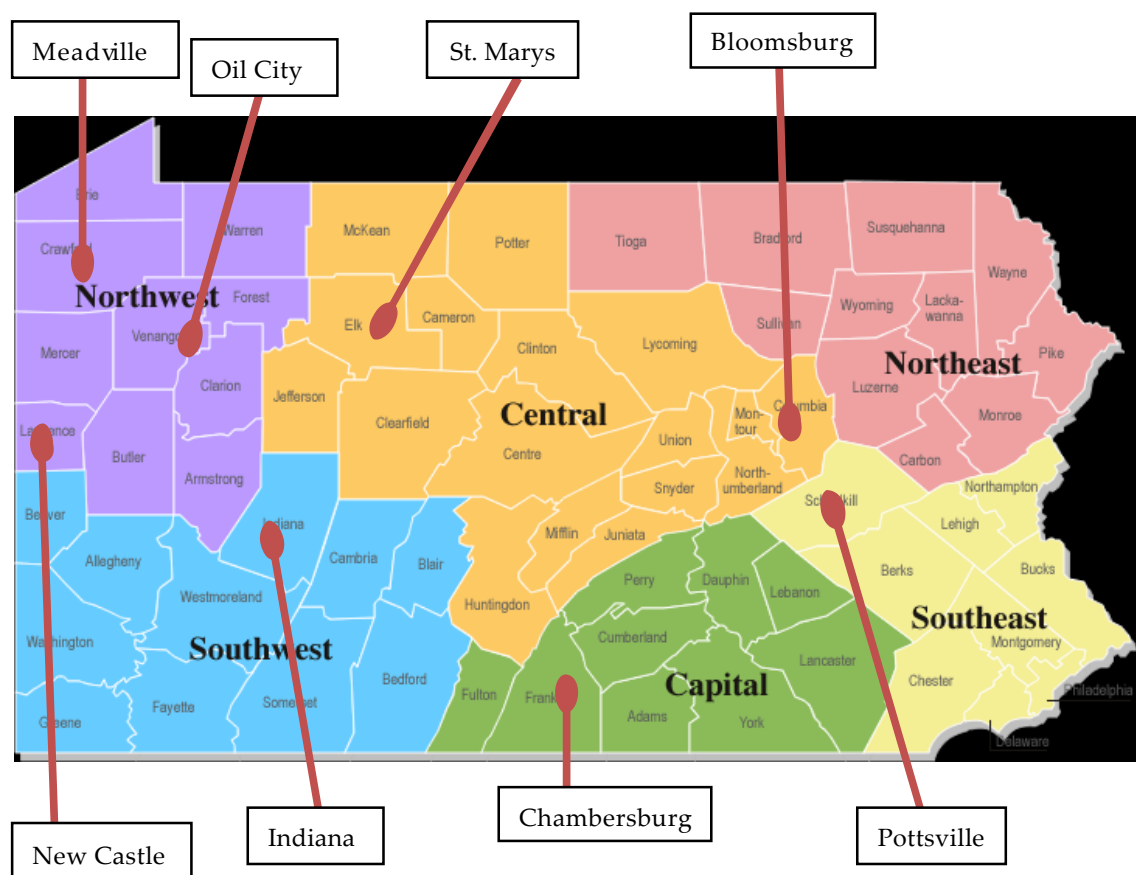 Meadville
Oil City
St. Marys
Bloomsburg
Erie
Crawford
Warren
McKean
Potter
Tioga
Bradford
Susquehanna
Wayne
Northwest
Forest
Venango
Elk
Cameron
Clinton
Lycoming
Sullivan
Wyoming
Lacka-
wanna
Pike
Northeast
Mercer
Clarion
Jefferson
Clearfield
Central
Centre
Union
Mon-
tour
Columbia
Luzerne
Monroe
Lawrence
Butler
Armstrong
Snyder
North-
umberland
Carbon
Northampton
Beaver
Allegheny
Indiana
Cambria
Blair
Mifflin
Juniata
Schuylkill
Lehigh
Berks
Bucks
Westmoreland
Huntingdon
Perry
Dauphin
Lebanon
Southeast
Washington
Southwest
Bedford
Cumberland
Lancaster
Montgomery
Greene
Fayette
Somerset
Fulton
Franklin
Capital
Adams
York
Chester
Philadelphia
Delaware
New Castle
Indiana
Chambersburg
Pottsville